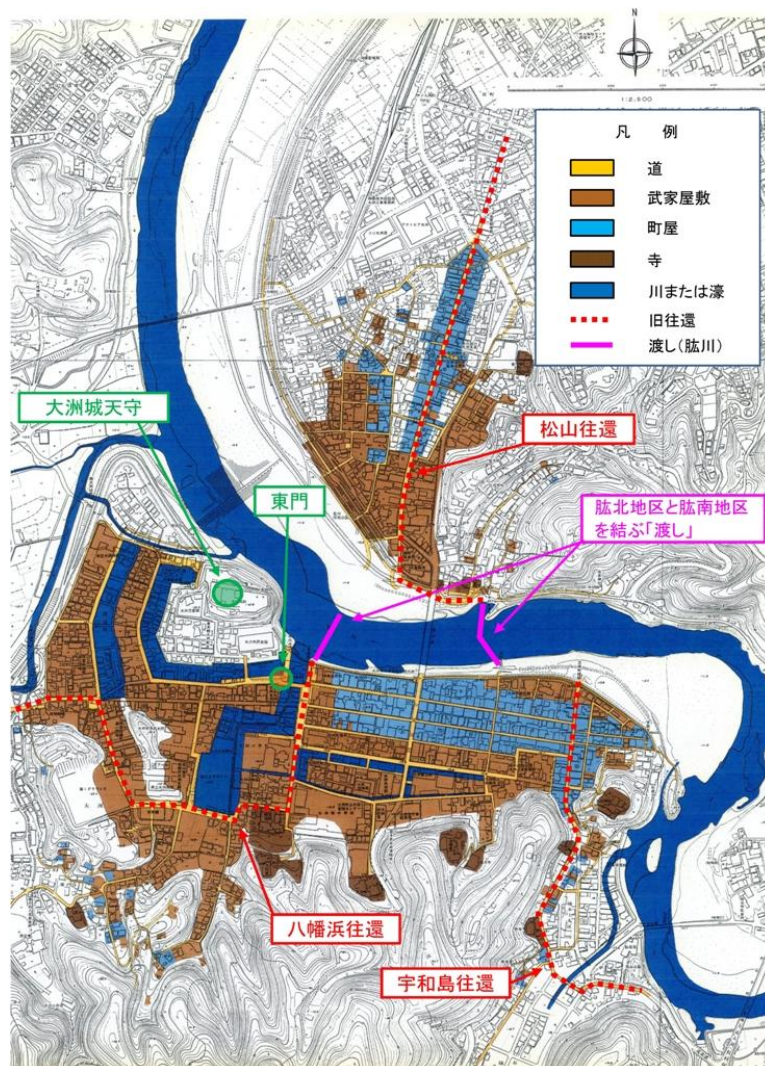 1:2,500
凡 例
道
武家屋敷
町屋
寺
川または濠
旧往還
渡し(肱川)
大洲城天守
松山往還
東門
肱北地区と肱南地区
を結ぶ「渡し」
八幡浜往還
宇和島往還